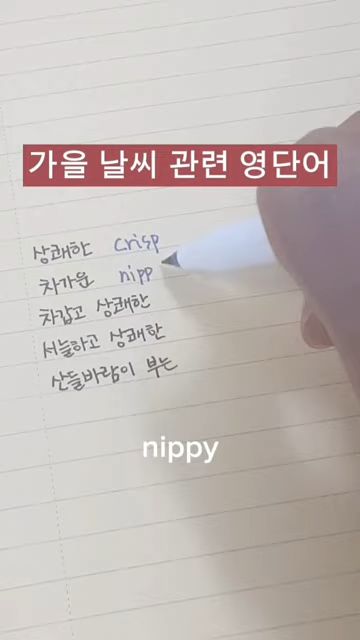 가을 날씨 관련 영단어
상쾌한 crisp
차가운 nipp
차갑고 상쾌한
서늘하고 상쾌한
산들바람이 부는
nippy